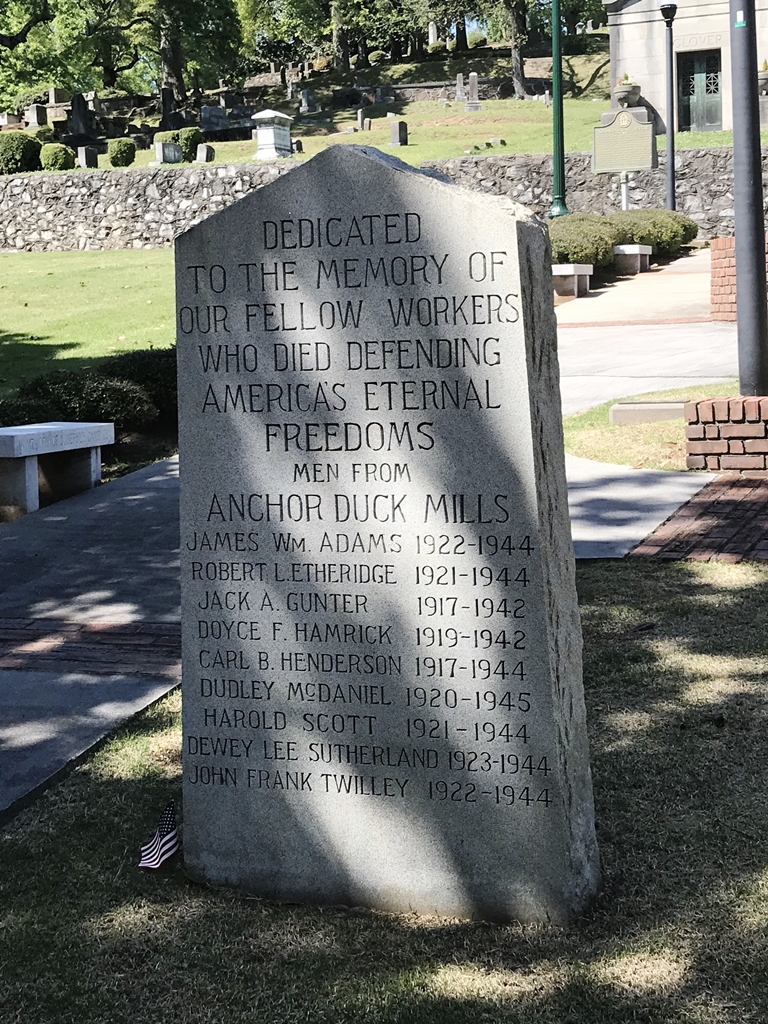 GLOVER
DEDICATED
TO THE MEMORY OF
OUR FELLOW WORKERS
WHO DIED DEFENDING
AMERICA'S ETERNAL
FREEDOMS
MEN FROM
ANCHOR DUCK MILLS
JAMES WM. ADAMS 1922-1944
ROBERT L. ETHERIDGE 1921-1944
JACK A. GUNTER 1917-1942
DOYCE F. HAMRICK 1919-1942
CARL B. HENDERSON 1917-1944
DUDLEY MCDANIEL 1920-1945
HAROLD SCOTT 1921-1944
DEWEY LEE SUTHERLAND 1923-1944
JOHN FRANK TWILLEY 1922-1944